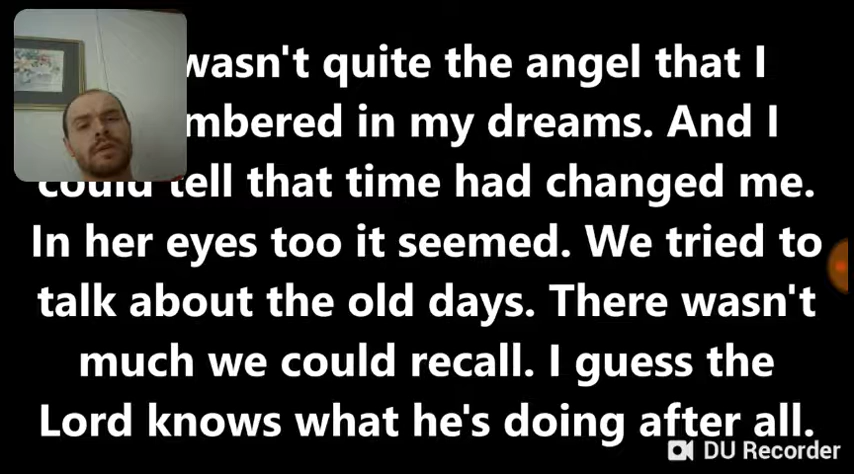 wasn't quite the angel that I
in my dreams. And I
could tell that time had changed me.
In her eyes too it seemed. We tried to
talk about the old days. There wasn't
much we could recall. I guess the
Lord knows what he's doing after all.
DU Recorder